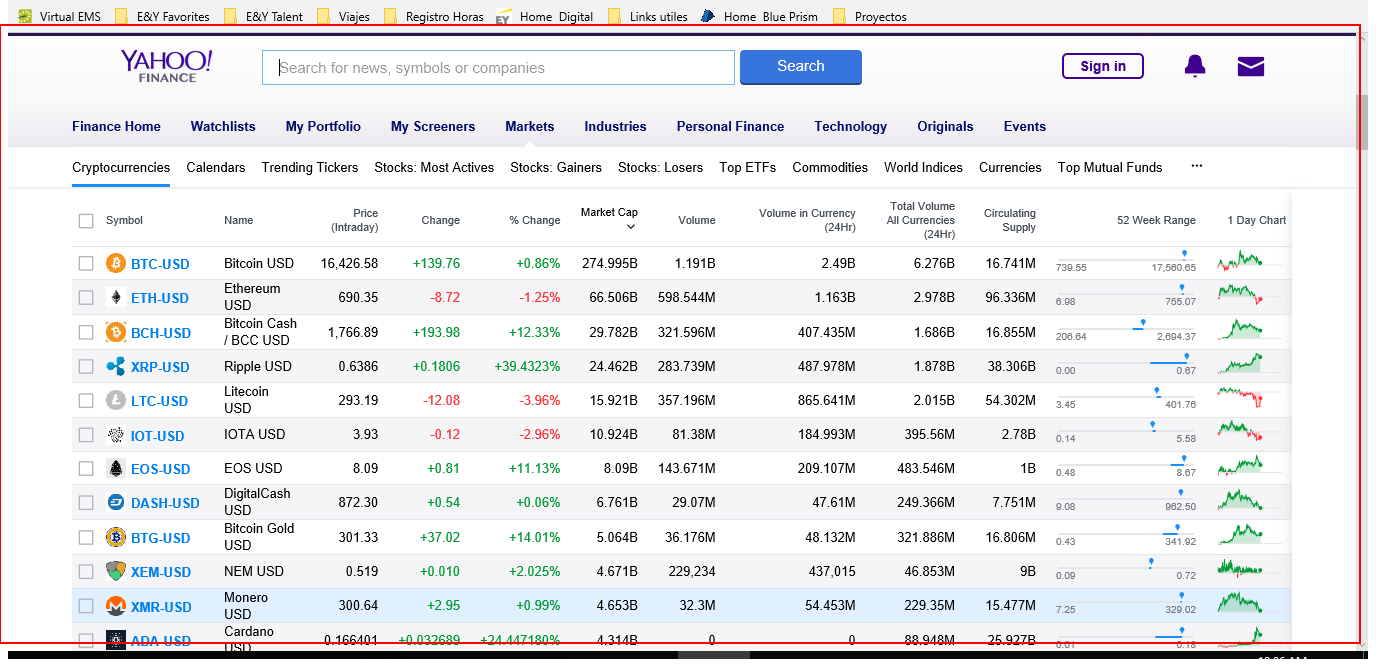 Virtual EMS E&Y Favorites E&Y Talent Viajes Registro Horas EY Home Digital Links utiles Home Blue Prism Proyectos
YAHOO!
FINANCE
Search for news, symbols or companies Search Sign in
Finance Home Watchlists My Portfolio My Screeners Markets Industries Personal Finance Technology Originals Events
Cryptocurrencies Calendars Trending Tickers Stocks: Most Actives Stocks: Gainers Stocks: Losers Top ETFs Commodities World Indices Currencies Top Mutual Funds ...
Symbol Name Price (Intraday) Change % Change Market Cap Volume Volume in Currency (24Hr) Total Volume All Currencies (24Hr) Circulating Supply 52 Week Range 1 Day Chart
BTC-USD Bitcoin USD 16,426.58 +139.76 +0.86% 274.995B 1.191B 2.49B 6.276B 16.741M 739.55 17,560.65
ETH-USD Ethereum USD 690.35 -8.72 -1.25% 66.506B 598.544M 1.163B 2.978B 96.336M 6.98 755.07
BCH-USD Bitcoin Cash / BCC USD 1,766.89 +193.98 +12.33% 29.782B 321.596M 407.435M 1.686B 16.855M 206.64 2,694.37
XRP-USD Ripple USD 0.6386 +0.1806 +39.4323% 24.462B 283.739M 487.978M 1.878B 38.306B 0.00 0.67
LTC-USD Litecoin USD 293.19 -12.08 -3.96% 15.921B 357.196M 865.641M 2.015B 54.302M 3.45 401.76
IOT-USD IOTA USD 3.93 -0.12 -2.96% 10.924B 81.38M 184.993M 395.56M 2.78B 0.14 5.58
EOS-USD EOS USD 8.09 +0.81 +11.13% 8.09B 143.671M 209.107M 483.546M 1B 0.48 8.67
DASH-USD DigitalCash USD 872.30 +0.54 +0.06% 6.761B 29.07M 47.61M 249.366M 7.751M 9.08 962.50
BTG-USD Bitcoin Gold USD 301.33 +37.02 +14.01% 5.064B 36.176M 48.132M 321.886M 16.806M 0.43 341.92
XEM-USD NEM USD 0.519 +0.010 +2.025% 4.671B 229,234 437,015 46.853M 9B 0.09 0.72
XMR-USD Monero USD 300.64 +2.95 +0.99% 4.653B 32.3M 54.453M 229.35M 15.477M 7.25 329.02
ADA-USD Cardano USD 0.166401 +0.032689 +24.447180% 4.314B 0 0 88.948M 25.927B 0.01 0.18